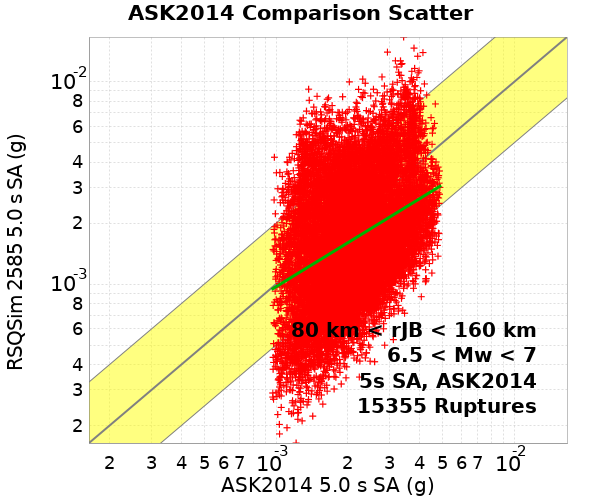 ASK2014 Comparison Scatter
RSQSim 2585 5.0 s SA (g)
10-2
8
6
4
3
2
10-3
8
6
4
3
2
80 km < rJB < 160 km
6.5 < Mw < 7
5s SA, ASK2014
15355 Ruptures
2 3 4 5 6 7 10-3 2 3 4 5 6 7 10-2
ASK2014 5.0 s SA (g)